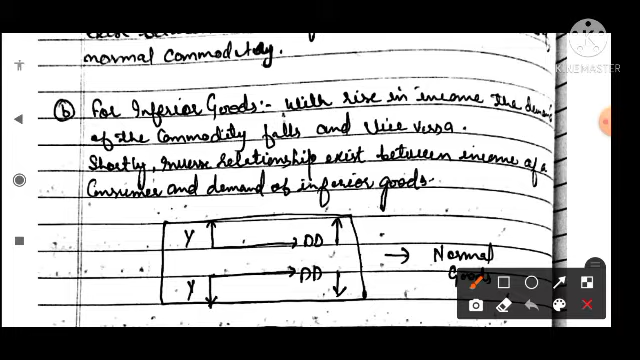 normal commodity.
KINEMASTER
(b) For Inferior Goods:- With rise in income the deman
of the commodity falls and Vice versa.
Shortly, inverse relationship exist between income of a
Consumer and demand of inferior goods.
Y DD
→ Normal
Goods
Y DD